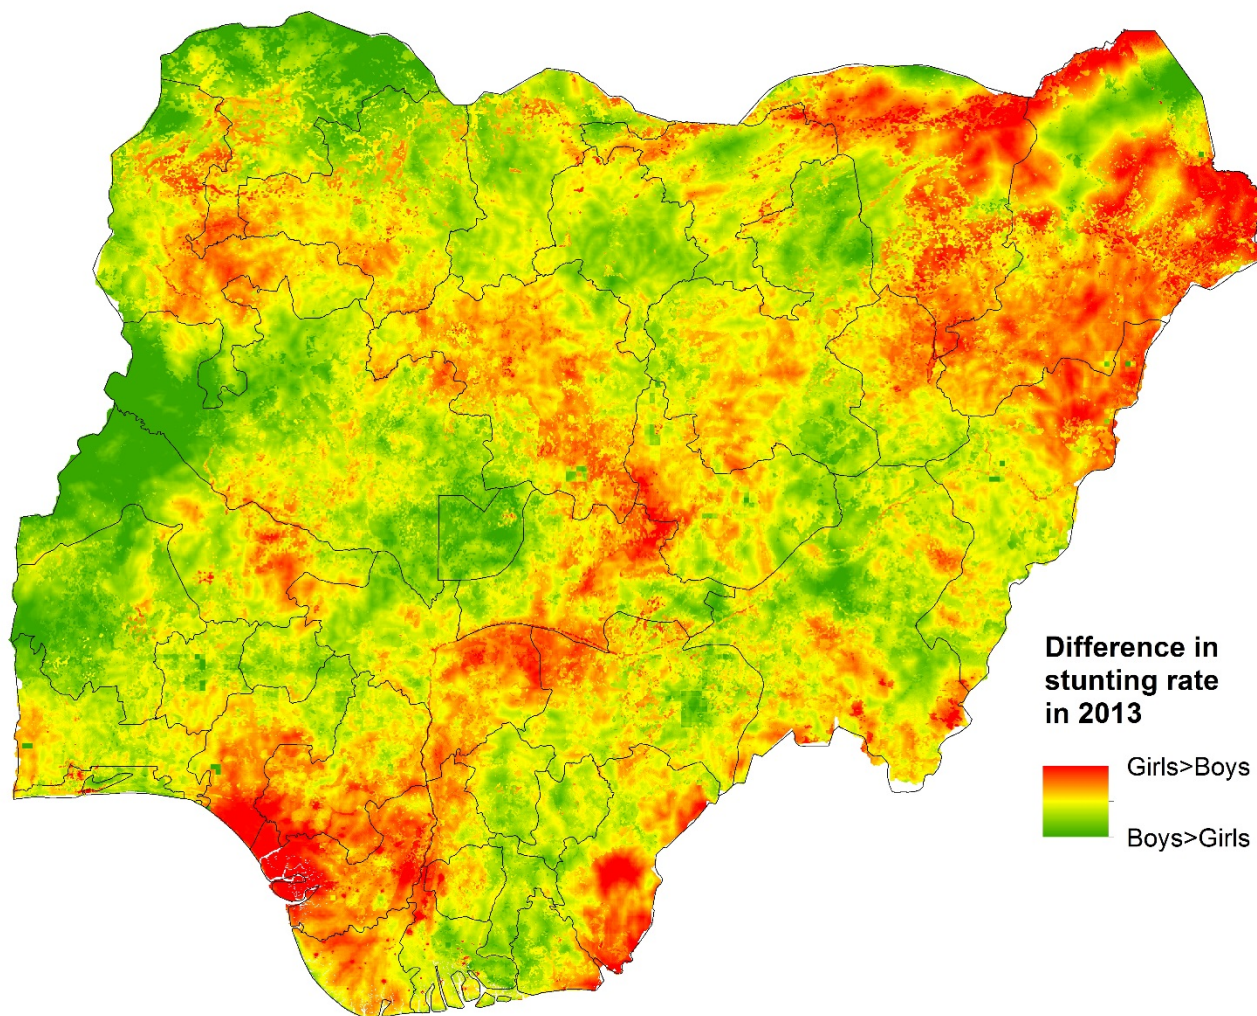 Difference in
stunting rate
in 2013
Girls>Boys
Boys>Girls